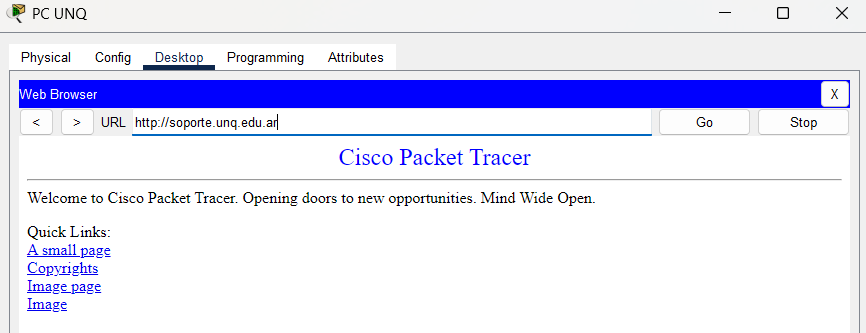 PC UNQ
Physical Config Desktop Programming Attributes
Web Browser X
< > URL http://soporte.unq.edu.ar Go Stop
Cisco Packet Tracer
Welcome to Cisco Packet Tracer. Opening doors to new opportunities. Mind Wide Open.
Quick Links:
A small page
Copyrights
Image page
Image